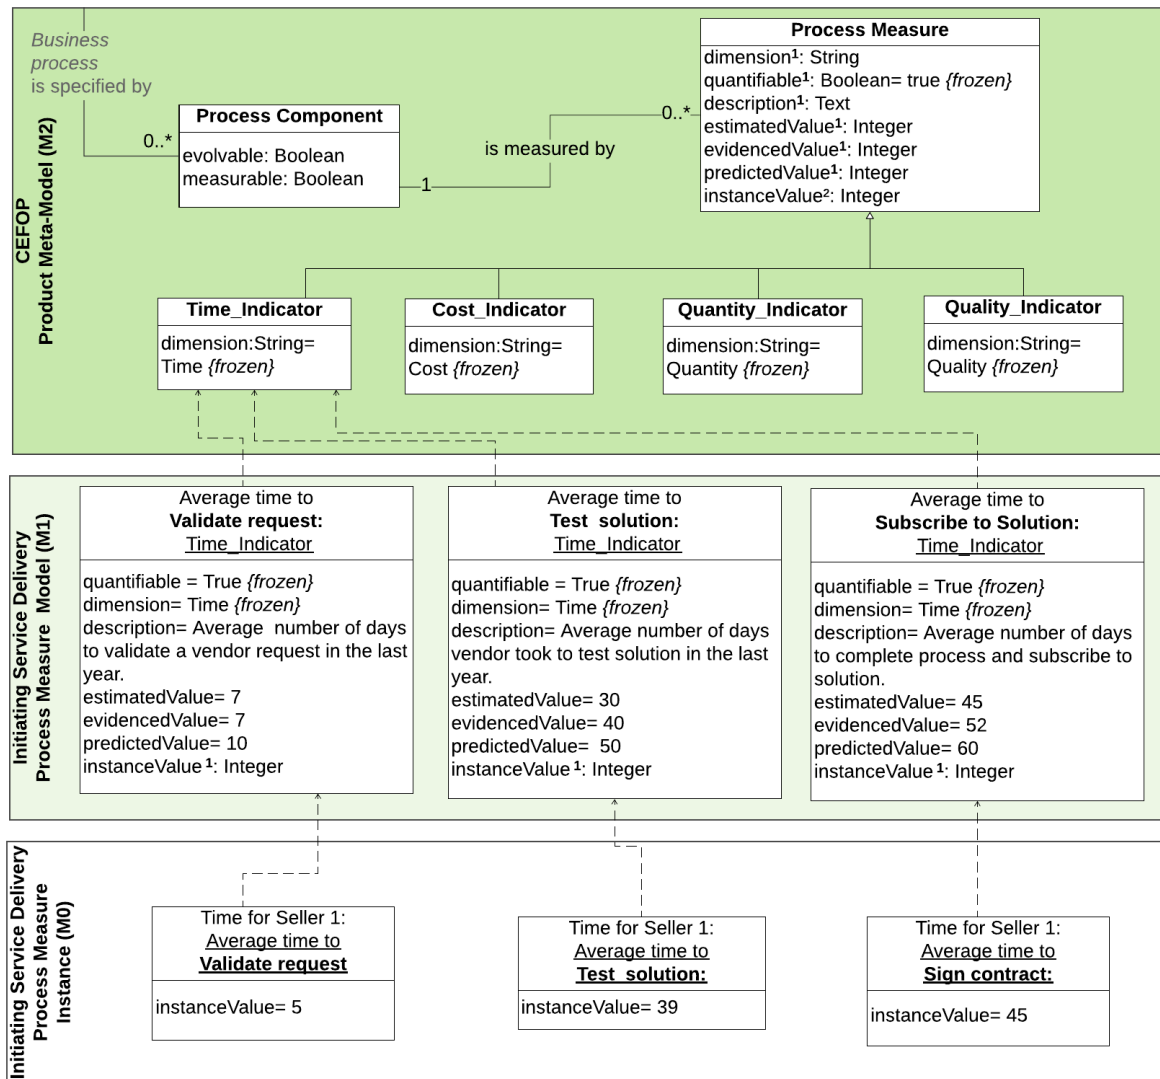 Business
process
is specified by
0..*
CEFOP
Product Meta-Model (M2)
Process Component
evolvable: Boolean
measurable: Boolean
1
is measured by
0..*
Process Measure
dimension¹: String
quantifiable¹: Boolean= true {frozen}
description¹: Text
estimatedValue¹: Integer
evidencedValue¹: Integer
predictedValue¹: Integer
instanceValue²: Integer
Time_Indicator
dimension:String=
Time {frozen}
Cost_Indicator
dimension:String=
Cost {frozen}
Quantity_Indicator
dimension:String=
Quantity {frozen}
Quality_Indicator
dimension:String=
Quality {frozen}
Initiating Service Delivery
Process Measure Model (M1)
Average time to
Validate request:
Time_Indicator
quantifiable = True {frozen}
dimension= Time {frozen}
description= Average number of days
to validate a vendor request in the last
year.
estimatedValue= 7
evidencedValue= 7
predictedValue= 10
instanceValue ¹: Integer
Average time to
Test solution:
Time_Indicator
quantifiable = True {frozen}
dimension= Time {frozen}
description= Average number of days
vendor took to test solution in the last
year.
estimatedValue= 30
evidencedValue= 40
predictedValue= 50
instanceValue ¹: Integer
Average time to
Subscribe to Solution:
Time_Indicator
quantifiable = True {frozen}
dimension= Time {frozen}
description= Average number of days
to complete process and subscribe to
solution.
estimatedValue= 45
evidencedValue= 52
predictedValue= 60
instanceValue ¹: Integer
Initiating Service Delivery
Process Measure
Instance (M0)
Time for Seller 1:
Average time to
Validate request
instanceValue= 5
Time for Seller 1:
Average time to
Test solution:
instanceValue= 39
Time for Seller 1:
Average time to
Sign contract:
instanceValue= 45